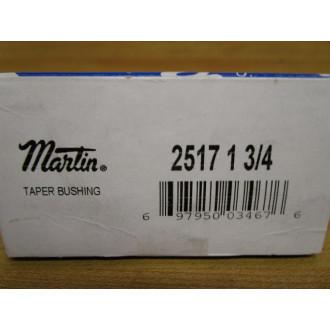 Martin®
2517 1 3/4
TAPER BUSHING
6 97950 03467 6